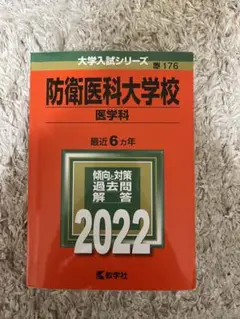 大学入試シリーズ 176
防衛医科大学校
医学科
最近6カ年
傾向と対策
過去問
解答
2022
教学社